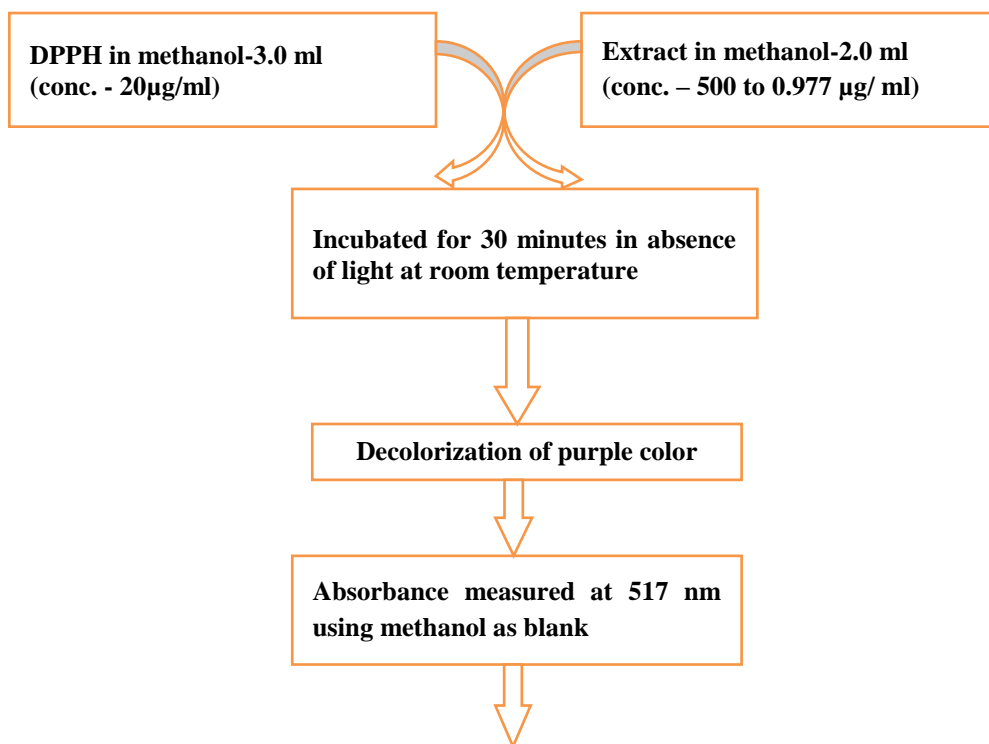 DPPH in methanol-3.0 ml
(conc. - 20µg/ml)
Extract in methanol-2.0 ml
(conc. – 500 to 0.977 µg/ ml)
Incubated for 30 minutes in absence
of light at room temperature
Decolorization of purple color
Absorbance measured at 517 nm
using methanol as blank